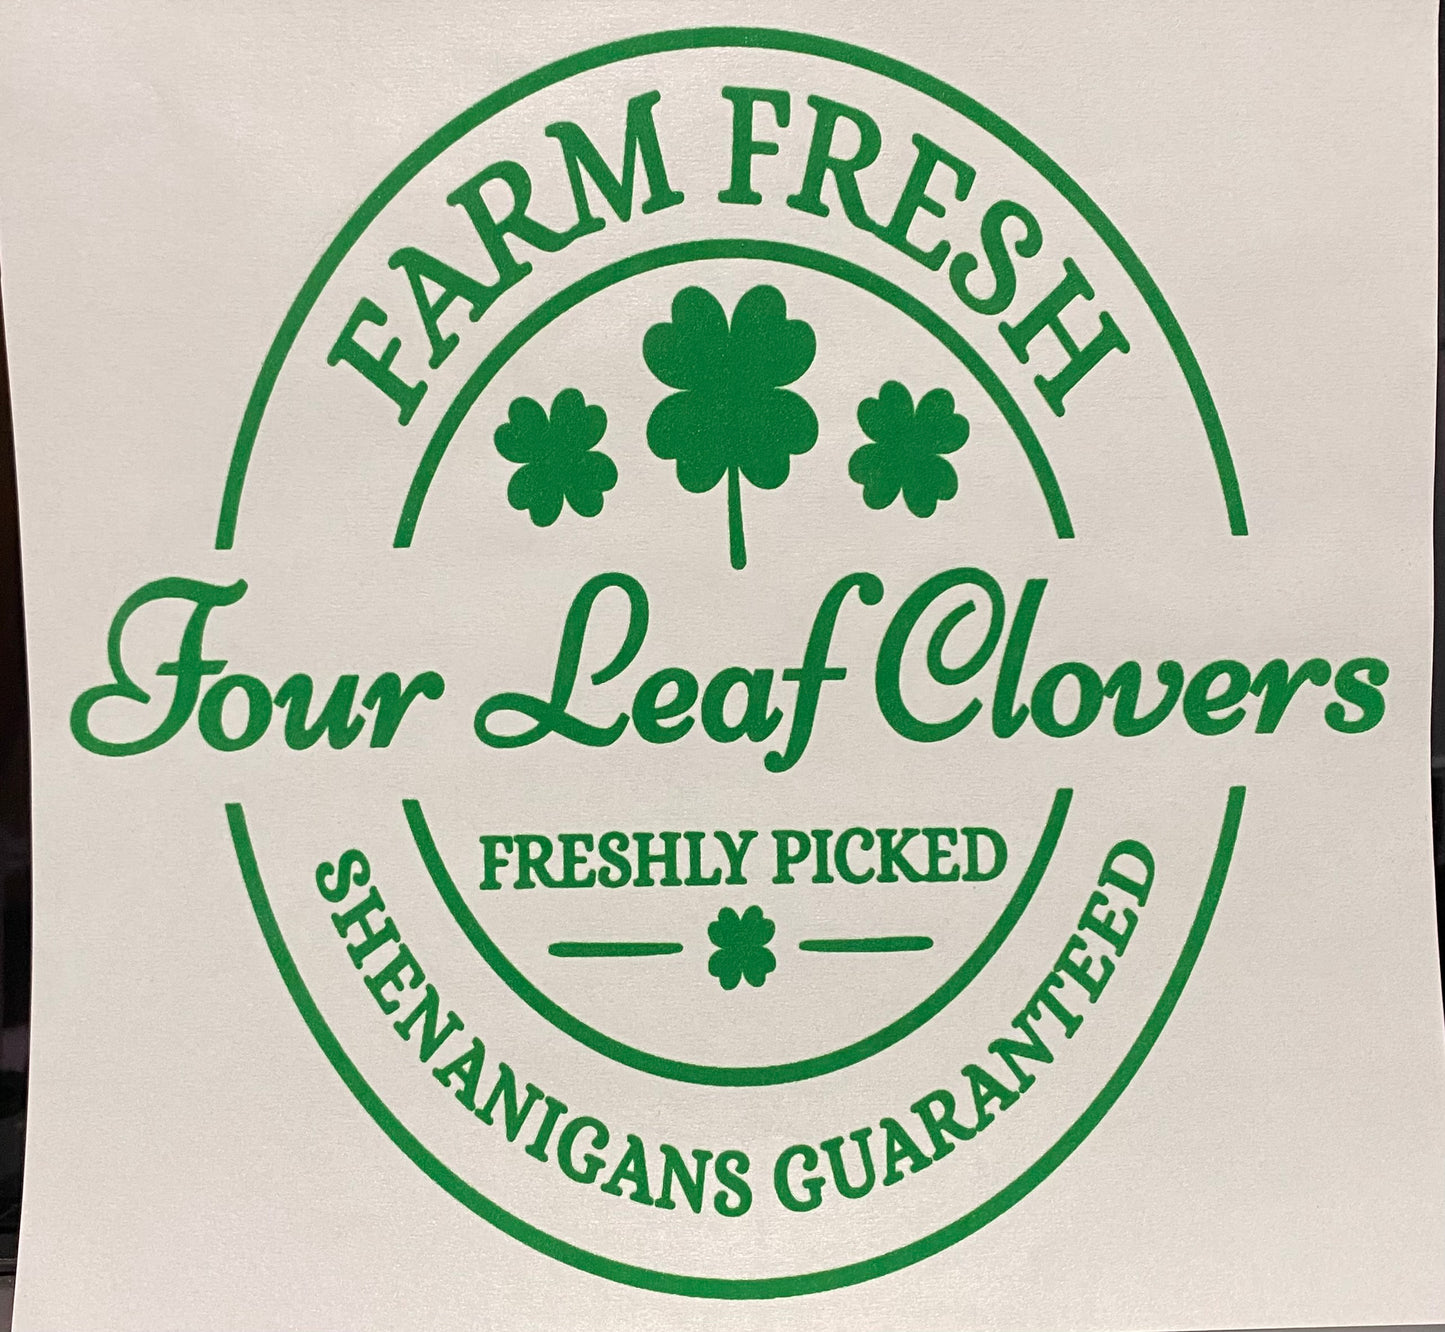 FARM FRESH
Four Leaf Clovers
FRESHLY PICKED
SHENANIGANS GUARANTEED